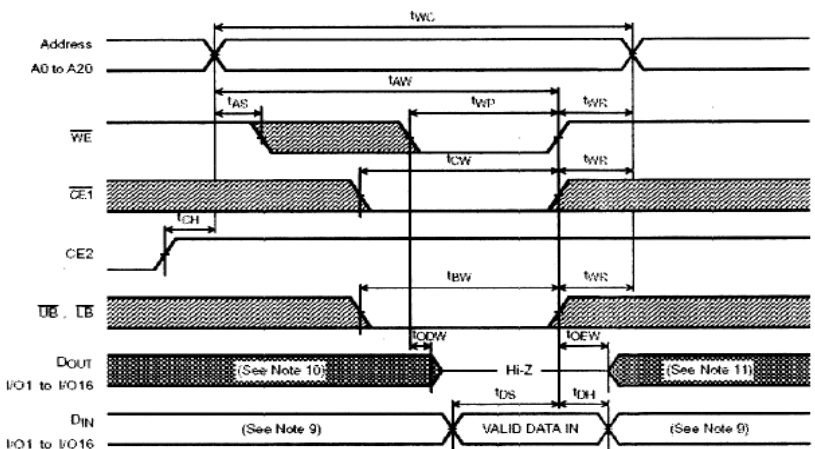 tWC
Address
A0 to A20
tAW
tAS
tWP
tWR
WE
tCW
tWR
CE1
tCH
CE2
tBW
tWR
UB , LB
tODW
tOEW
DOUT
I/O1 to I/O16
(See Note 10)
Hi-Z
(See Note 11)
tDS
tDH
DIN
I/O1 to I/O16
(See Note 9)
VALID DATA IN
(See Note 9)